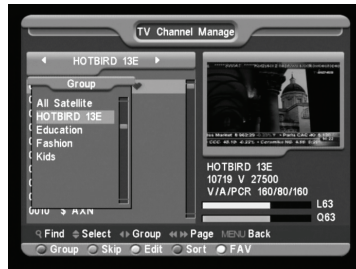 TV Channel Manage
HOTBIRD 13E
Group
All Satellite
HOTBIRD 13E
Education
Fashion
Kids
0010 $ AXN
HOTBIRD 13E
10719 V 27500
V/A/PCR 160/80/160
L63
Q63
Find Select Group Page MENU Back
Group Skip Edit Sort FAV